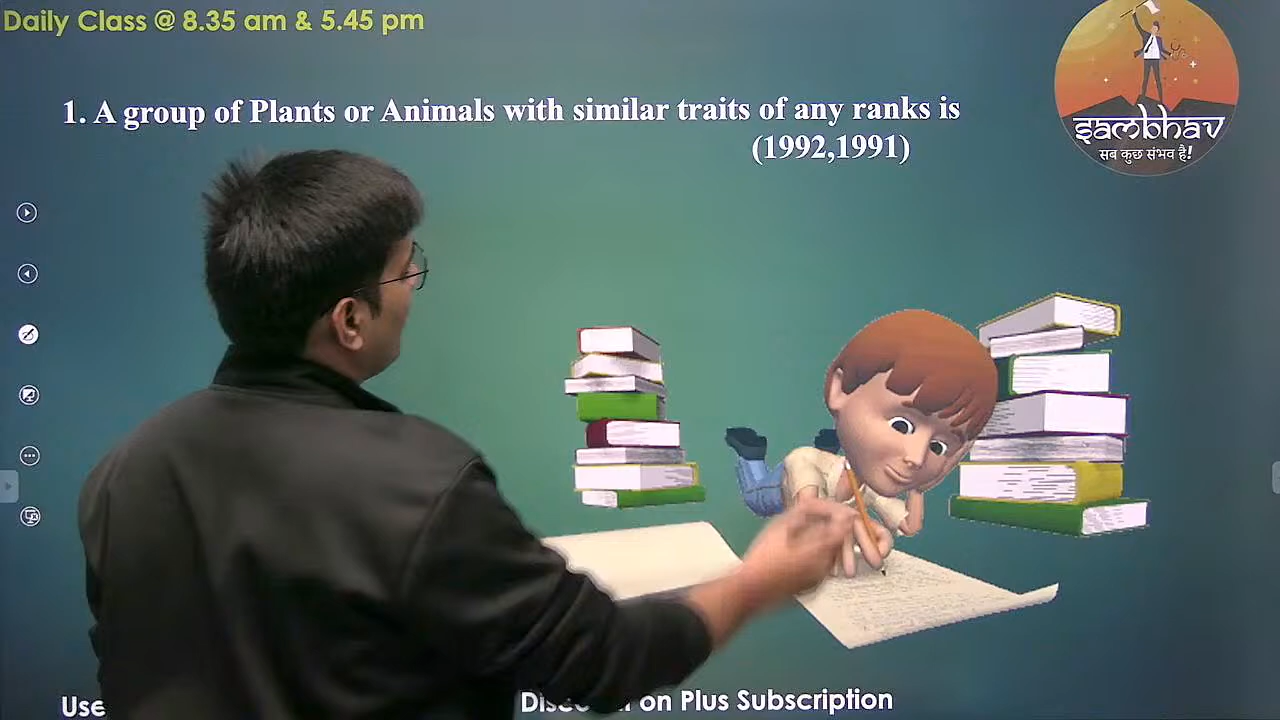 Daily Class @ 8.35 am & 5.45 pm
1. A group of Plants or Animals with similar traits of any ranks is
(1992,1991)
sambhav
सब कुछ संभव है!
Use
on Plus Subscription